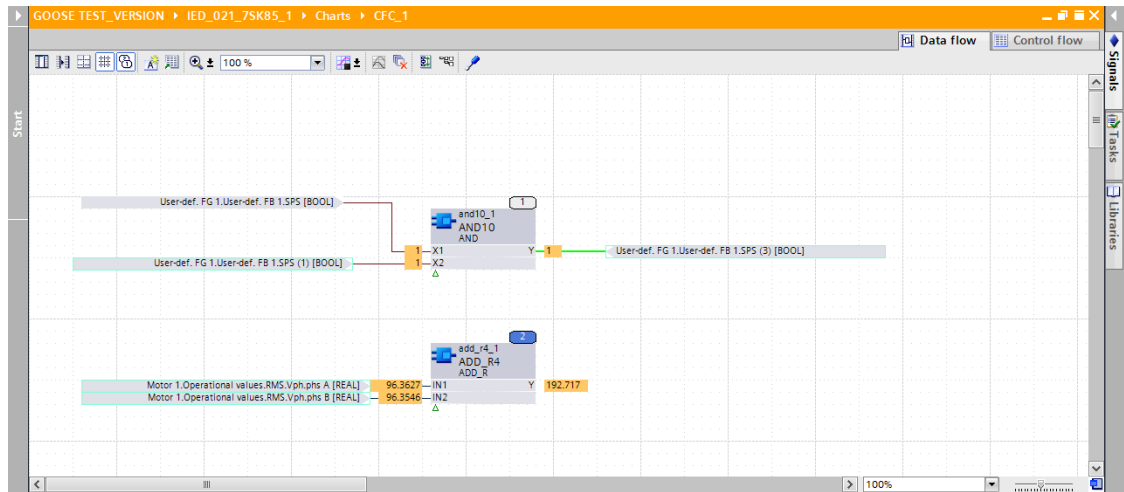 GOOSE TEST_VERSION ▸ IED_021_7SK85_1 ▸ Charts ▸ CFC_1
Data flow
Control flow
100 %
Start
Signals
Tasks
Libraries
User-def. FG 1.User-def. FB 1.SPS [BOOL]
1
and10_1
AND10
AND
1 X1 Y 1 User-def. FG 1.User-def. FB 1.SPS (3) [BOOL]
User-def. FG 1.User-def. FB 1.SPS (1) [BOOL] 1 X2
2
add_r4_1
ADD_R4
ADD_R
Motor 1.Operational values.RMS.Vph.phs A [REAL] 96.3627 IN1 Y 192.717
Motor 1.Operational values.RMS.Vph.phs B [REAL] 96.3546 IN2
100%